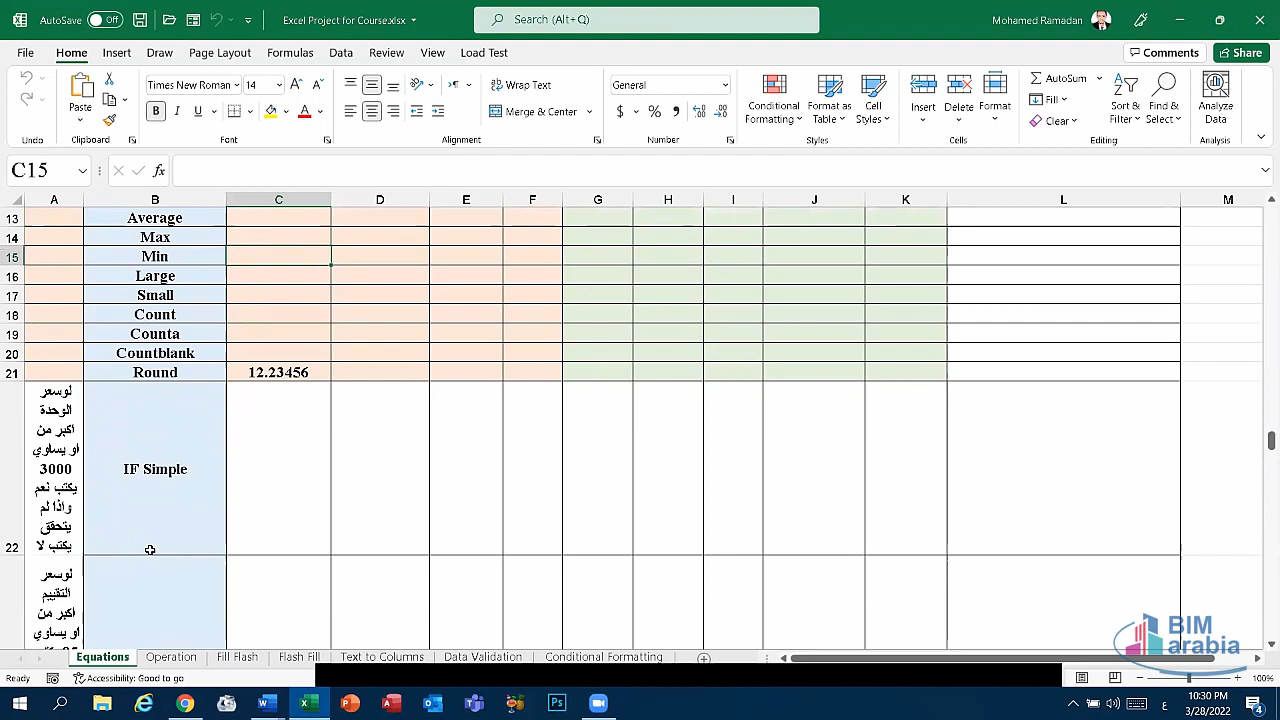 AutoSave Off Excel Project for Course.xlsx Search (Alt+Q) Mohamed Ramadan
File Home Insert Draw Page Layout Formulas Data Review View Load Test Comments Share
Times New Roman 14 Wrap Text General AutoSum
Paste B I U Merge & Center $ % Conditional Formatting Format as Table Cell Styles Insert Delete Format Fill Clear Sort & Filter Find & Select Analyze Data
Undo Clipboard Font Alignment Number Styles Cells Editing Analysis
C15 fx
A B C D E F G H I J K L M
13 Average
14 Max
15 Min
16 Large
17 Small
18 Count
19 Counta
20 Countblank
21 Round 12.23456
لوسعر
الوحدة
اكبر من
او يساوي
3000 IF Simple
يكتب نعم
واذا لم
يتحقق
22 يكتب لا
لوسعر
التقييم
اكبر من
او يساوي
BIM
arabia
Equations Operation Fill Flash Flash Fill Text to Columns Data Validation Conditional Formatting
Ready Accessibility: Good to go 100%
10:30 PM
3/28/2022